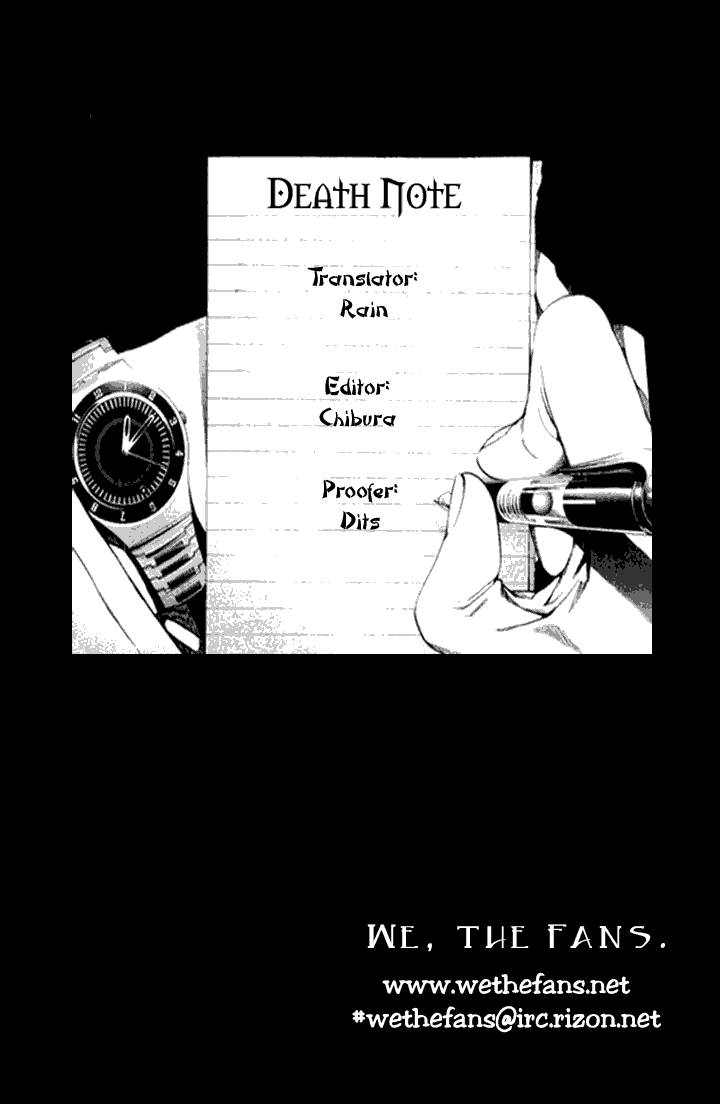 DEATH NOTE
Translator:
Rain
Editor:
Chibura
Proofer:
Dits
WE, THE FANS.
www.wethefans.net
#wethefans@irc.rizon.net